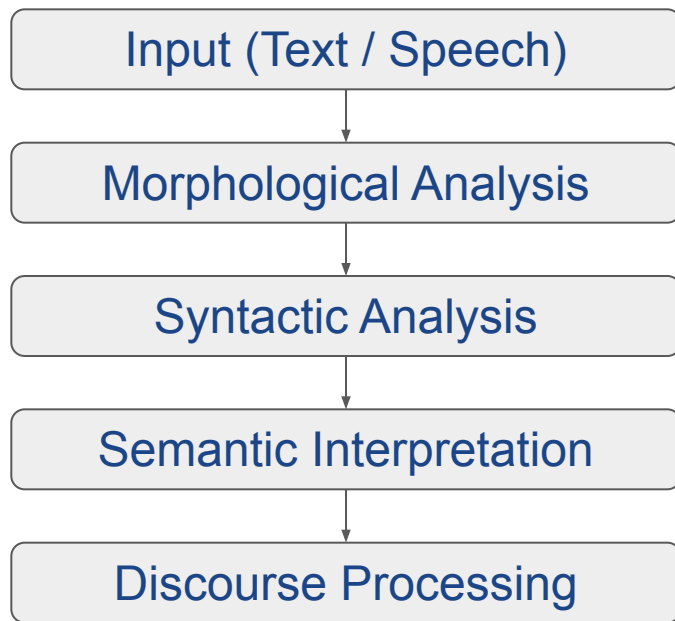 Input (Text / Speech)
Morphological Analysis
Syntactic Analysis
Semantic Interpretation
Discourse Processing